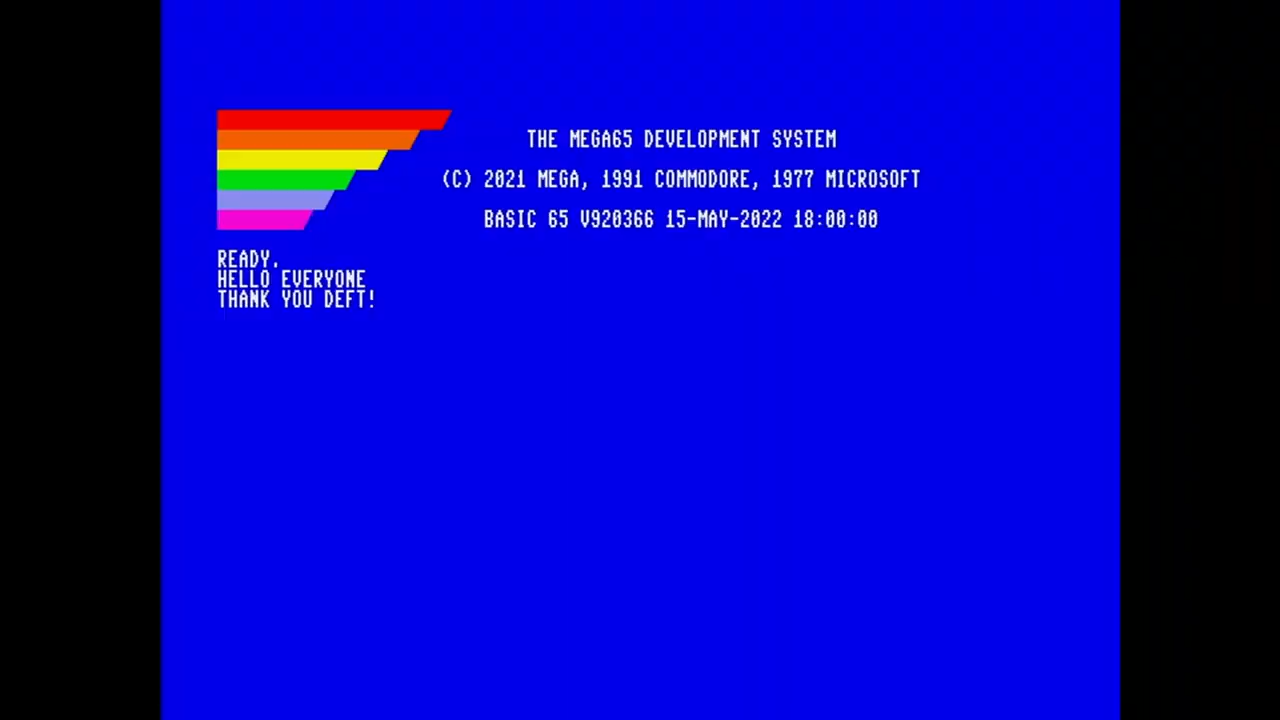 THE MEGA65 DEVELOPMENT SYSTEM
(C) 2021 MEGA, 1991 COMMODORE, 1977 MICROSOFT
BASIC 65 V920366 15-MAY-2022 18:00:00
READY.
HELLO EVERYONE
THANK YOU DEFT!